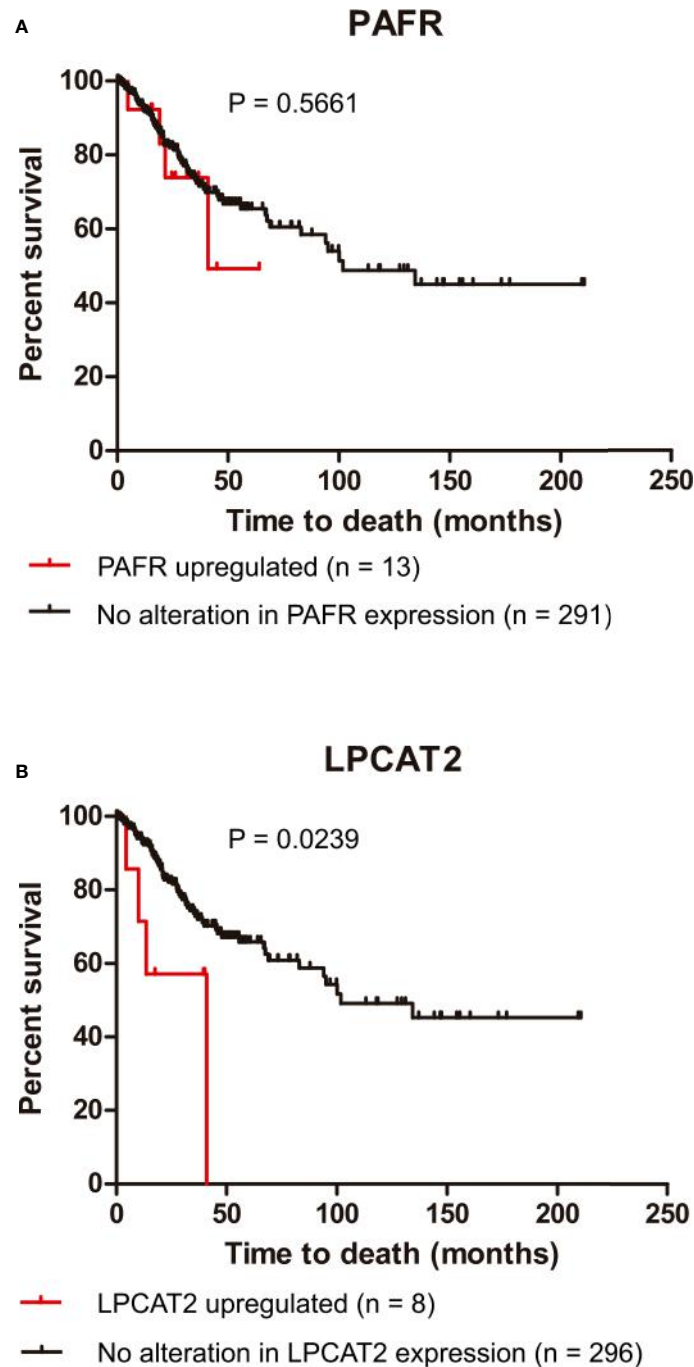 A
PAFR
P = 0.5661
100
80
60
40
20
0
Percent survival
0 50 100 150 200 250
Time to death (months)
PAFR upregulated (n = 13)
No alteration in PAFR expression (n = 291)
B
LPCAT2
P = 0.0239
100
80
60
40
20
0
Percent survival
0 50 100 150 200 250
Time to death (months)
LPCAT2 upregulated (n = 8)
No alteration in LPCAT2 expression (n = 296)